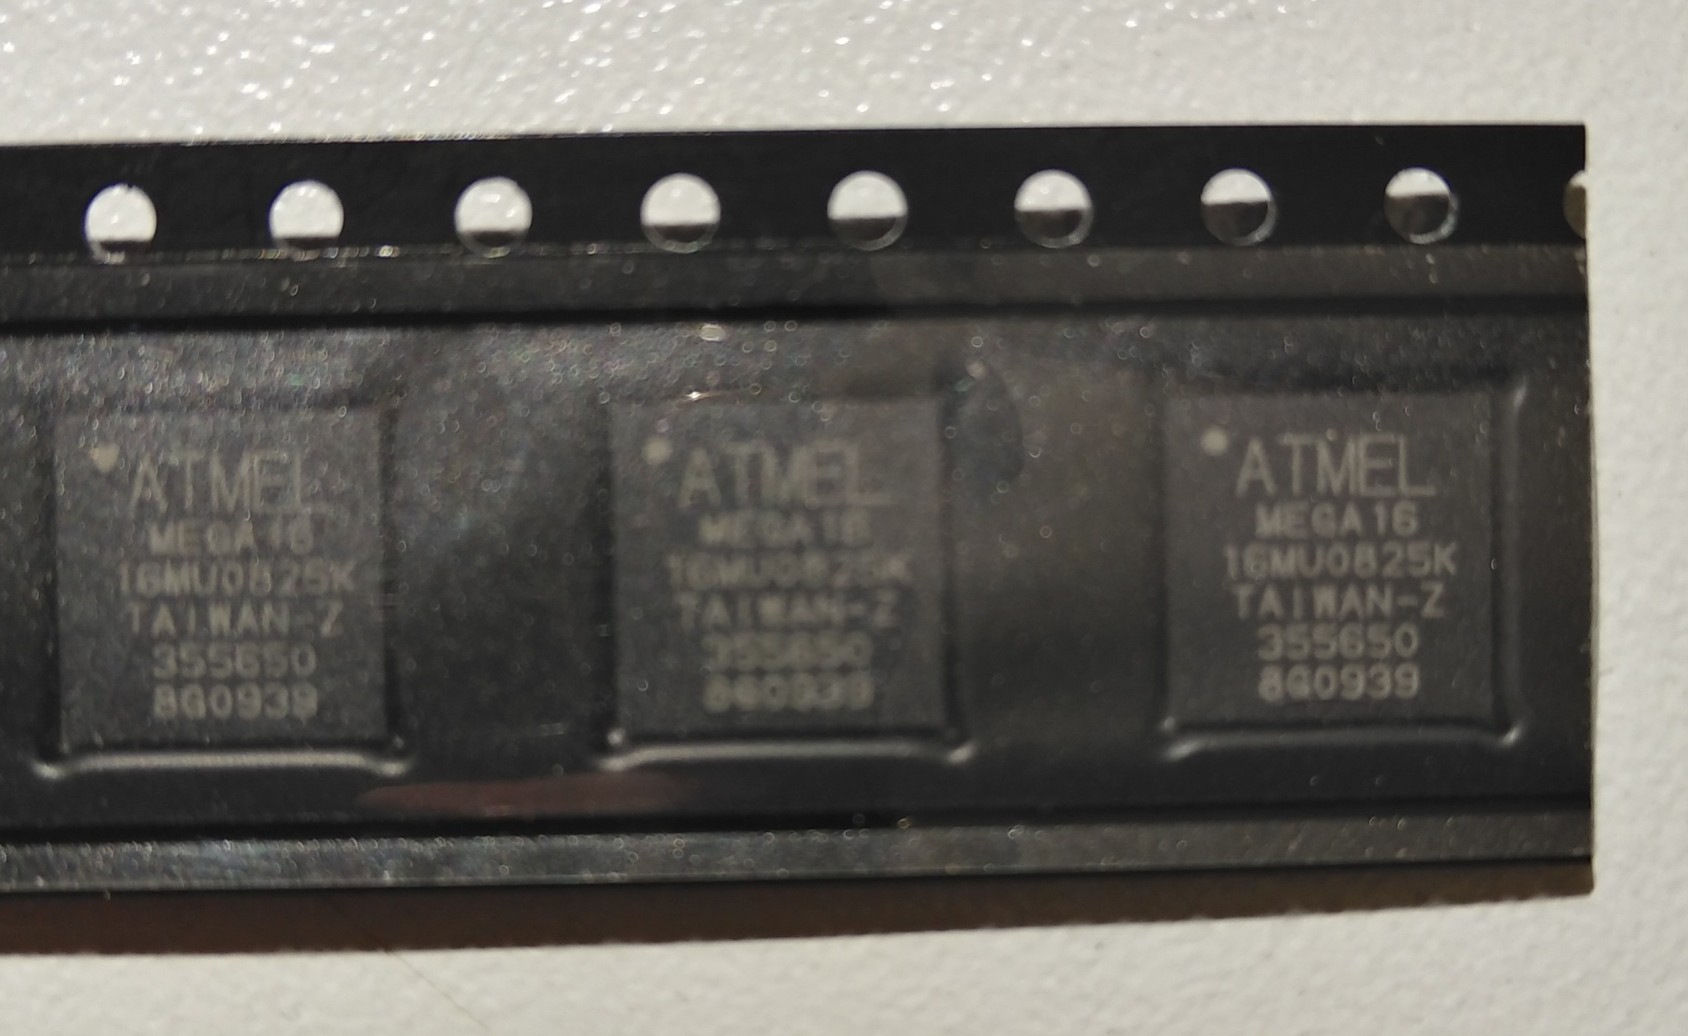 ATMEL
MEGA16
16MU0825K
TAIWAN-Z
355650
8G0939
ATMEL
MEGA16
16MU0825K
TAIWAN-Z
355650
8G0939
ATMEL
MEGA16
16MU0825K
TAIWAN-Z
355650
8G0939